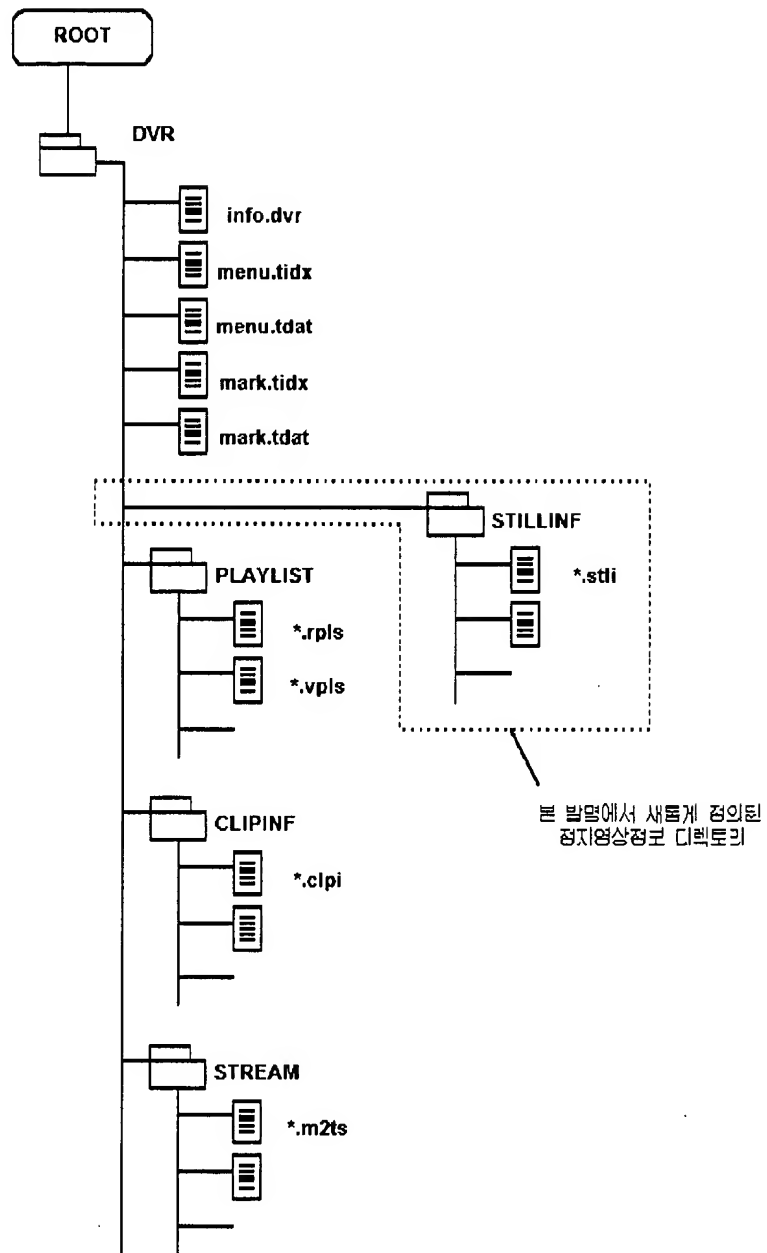 ROOT
DVR
info.dvr
menu.tidx
menu.tdat
mark.tidx
mark.tdat
STILLINF
*.stli
PLAYLIST
*.rpls
*.vpls
본 발명에서 새롭게 정의된
정지영상정보 디렉토리
CLIPINF
*.clpi
STREAM
*.m2ts